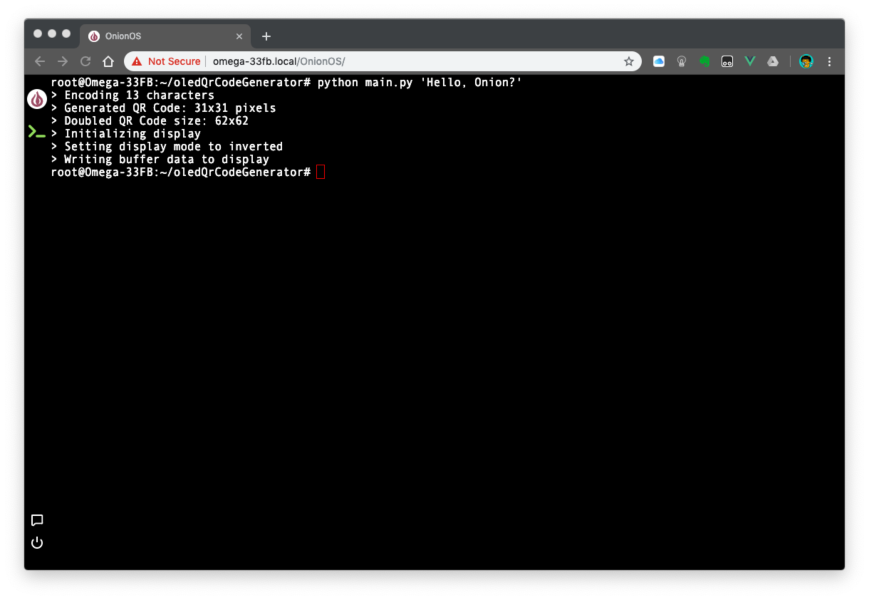 OnionOS
Not Secure omega-33fb.local/OnionOS/
root@Omega-33FB:~/oledQrCodeGenerator# python main.py 'Hello, Onion?'
> Encoding 13 characters
> Generated QR Code: 31x31 pixels
> Doubled QR Code size: 62x62
> Initializing display
> Setting display mode to inverted
> Writing buffer data to display
root@Omega-33FB:~/oledQrCodeGenerator#